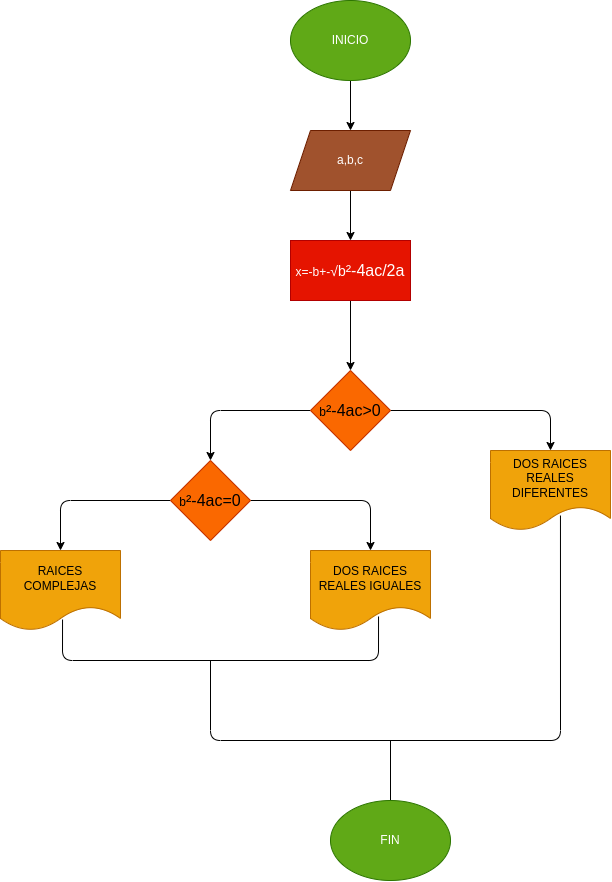 INICIO
a,b,c
x=-b+-√b²-4ac/2a
b²-4ac>0
DOS RAICES
REALES
DIFERENTES
b²-4ac=0
RAICES
COMPLEJAS
DOS RAICES
REALES IGUALES
FIN